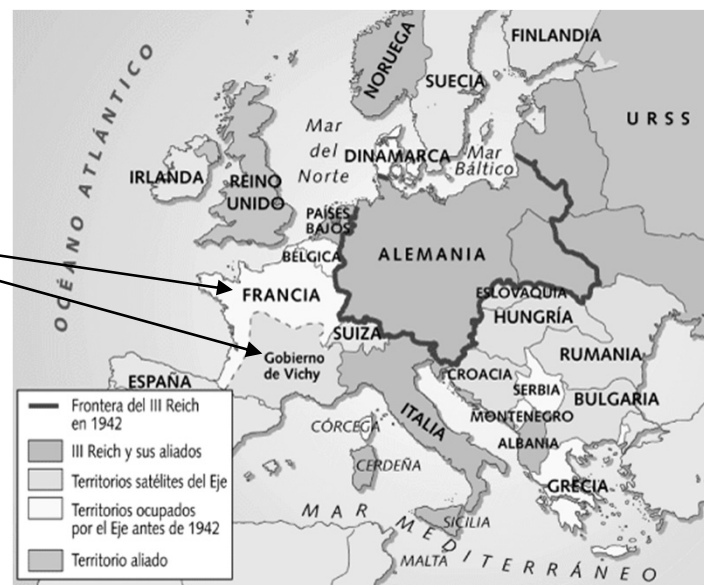 FINLANDIA
NORUEGA
SUECIA
URSS
OCÉANO ATLÁNTICO
Mar
del
Norte
DINAMARCA
Mar
Báltico
IRLANDA
REINO
UNIDO
PAÍSES
BAJOS
BÉLGICA
ALEMANIA
FRANCIA
ESLOVAQUIA
HUNGRÍA
SUIZA
Gobierno
de Vichy
RUMANIA
CROACIA
SERBIA
BULGARIA
ESPAÑA
ITALIA
MONTENEGRO
ALBANIA
CÓRCEGA
CERDEÑA
GRECIA
SICILIA
MALTA
MAR MEDITERRÁNEO
Frontera del III Reich
en 1942
III Reich y sus aliados
Territorios satélites del Eje
Territorios ocupados
por el Eje antes de 1942
Territorio aliado